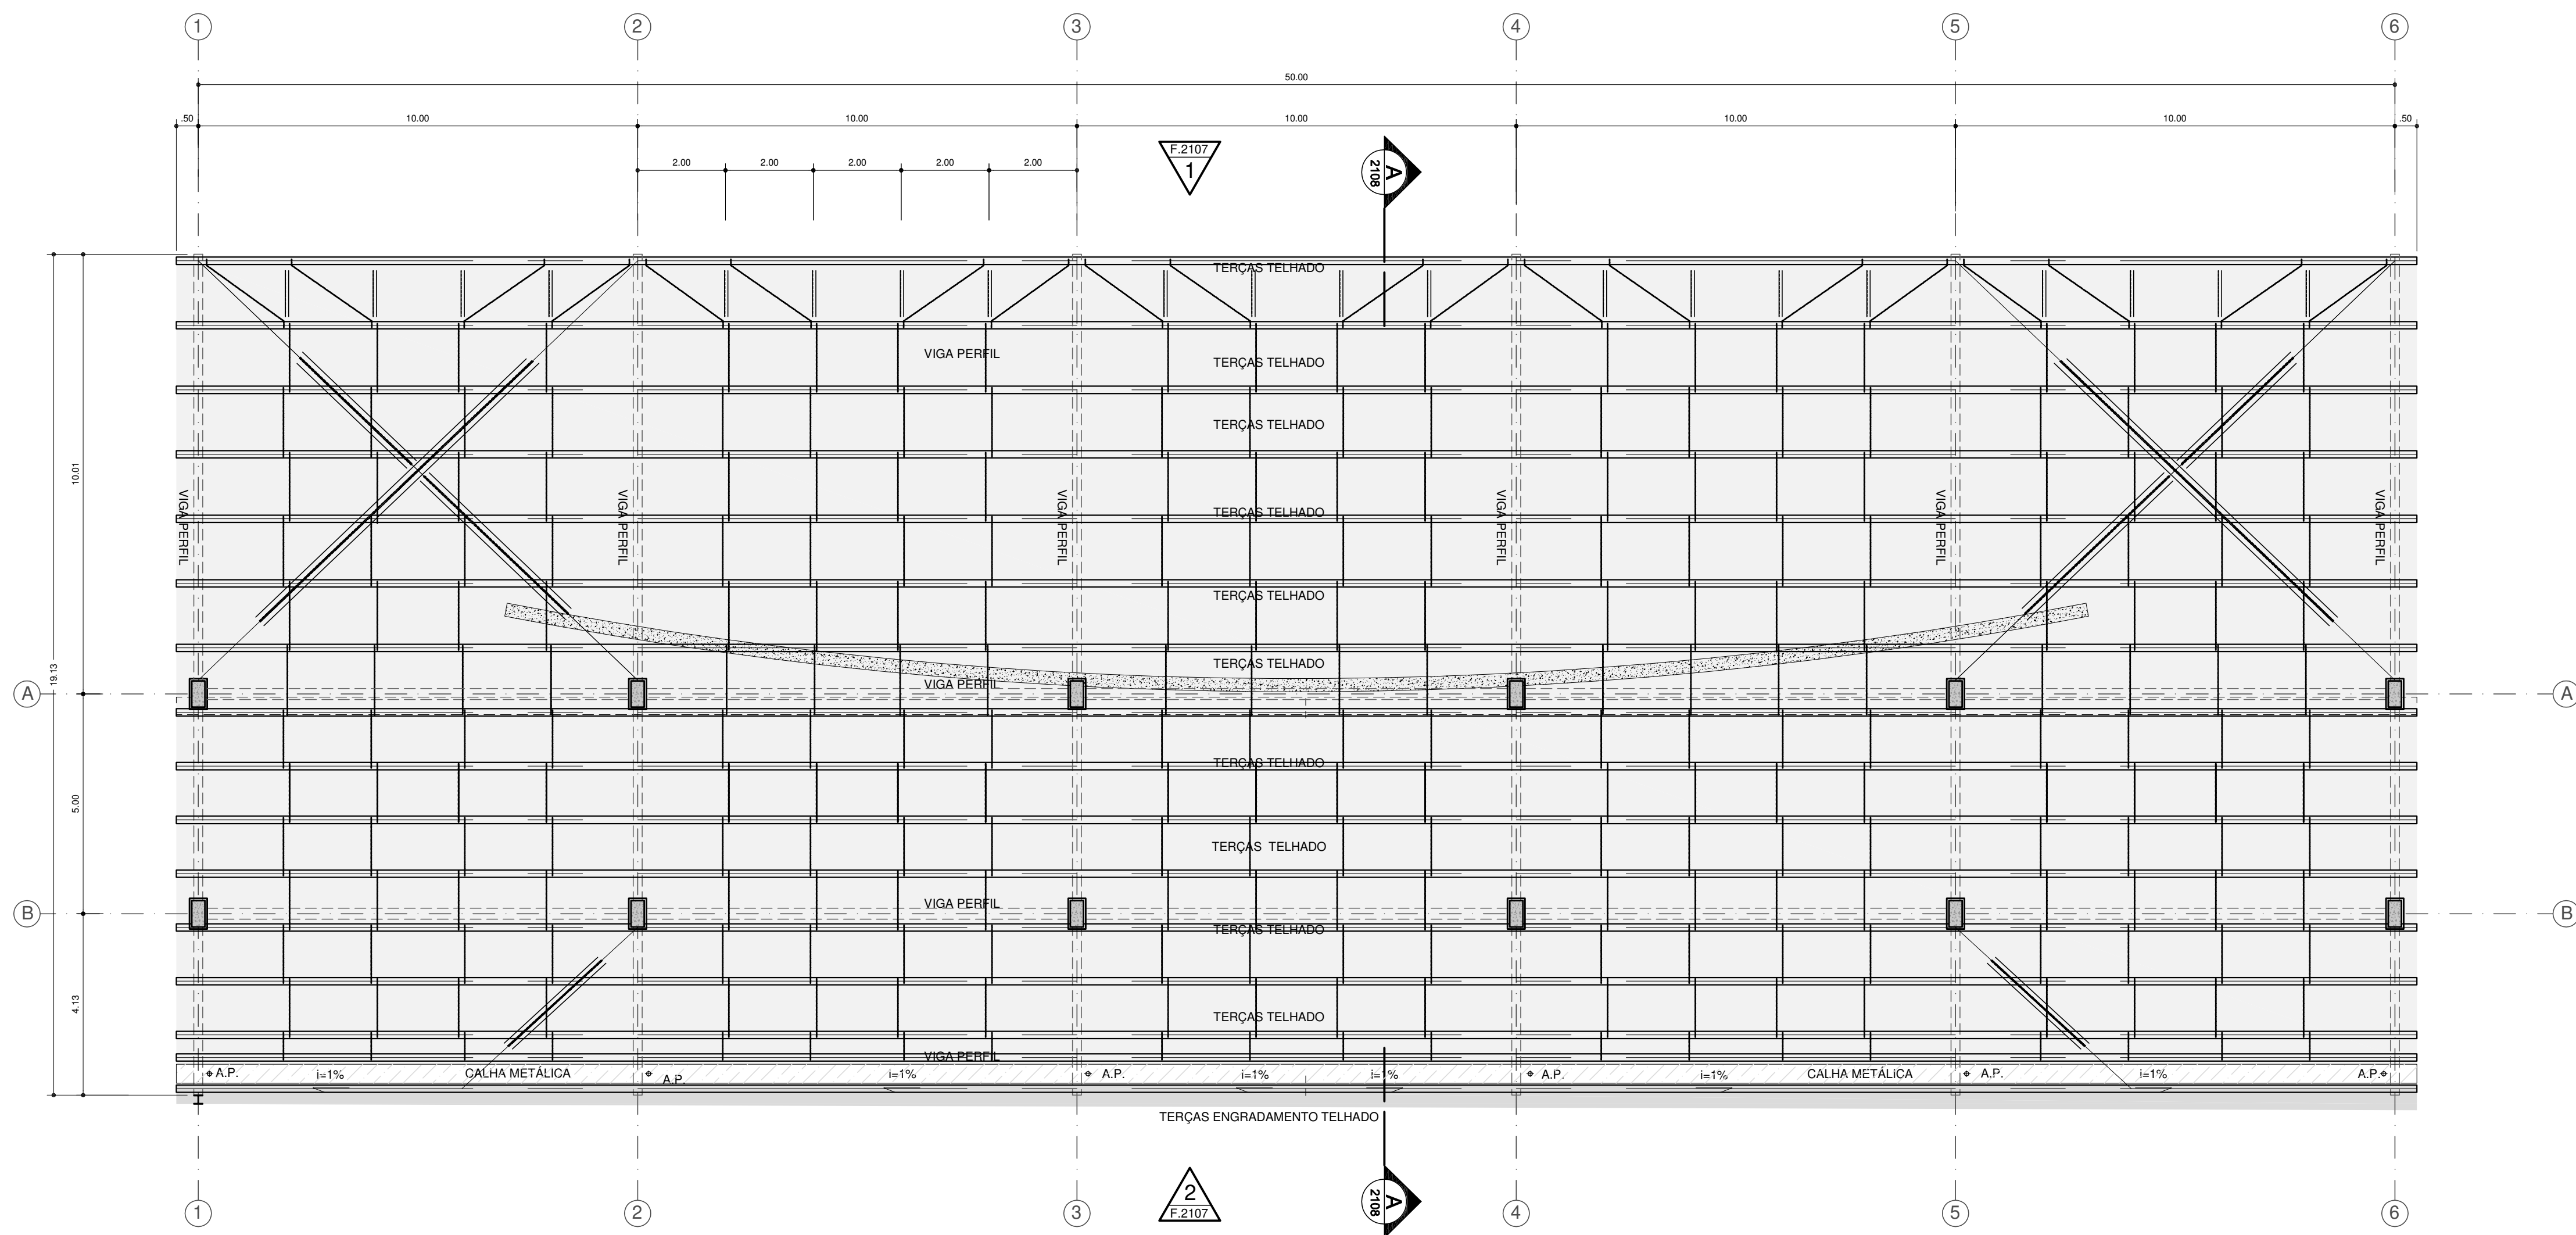 1 2 3 4 5 6
50.00
.50 10.00 10.00 10.00 10.00 10.00 .50
2.00 2.00 2.00 2.00 2.00
F.2107
1
A
2108
TERÇAS TELHADO
VIGA PERFIL
TERÇAS TELHADO
TERÇAS TELHADO
10.01
VIGA PERFIL VIGA PERFIL VIGA PERFIL VIGA PERFIL VIGA PERFIL VIGA PERFIL
TERÇAS TELHADO
TERÇAS TELHADO
TERÇAS TELHADO
19.13
VIGA PERFIL
A A
TERÇAS TELHADO
5.00
TERÇAS TELHADO
VIGA PERFIL
B B
TERÇAS TELHADO
4.13
TERÇAS TELHADO
VIGA PERFIL
A.P. i=1% CALHA METÁLICA A.P. i=1% A.P. i=1% i=1% A.P. i=1% CALHA METÁLICA A.P. i=1% A.P.
TERÇAS ENGRADAMENTO TELHADO
2
F.2107
A
2108
1 2 3 4 5 6